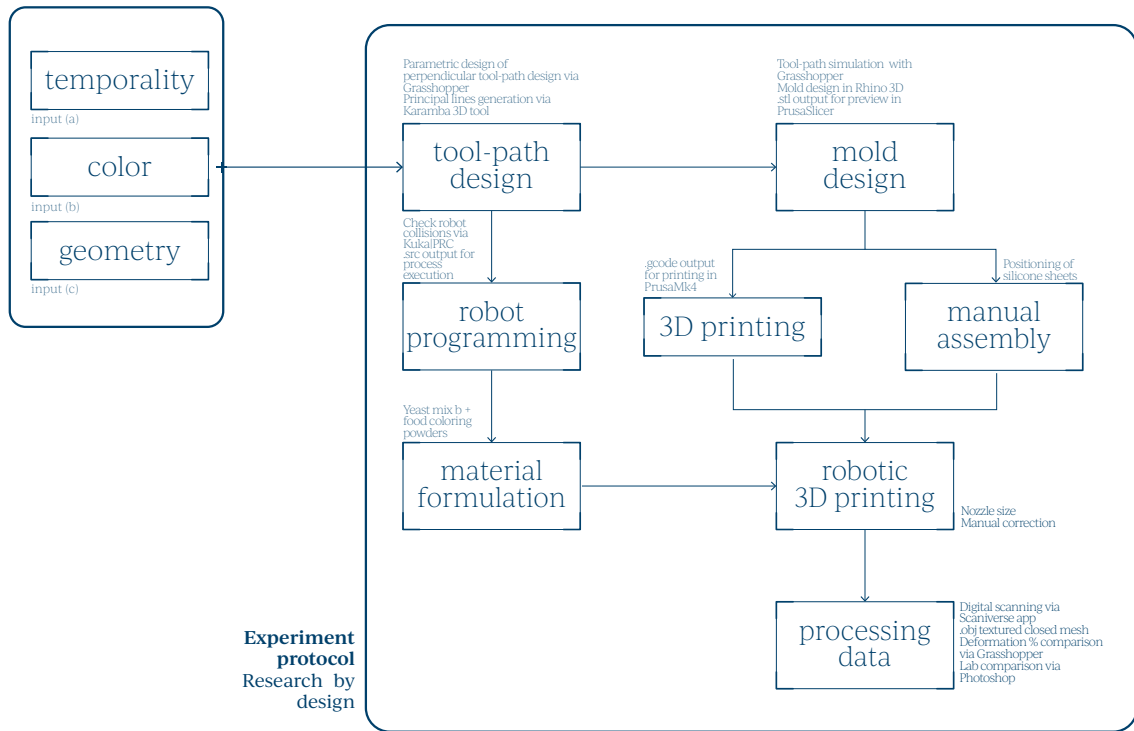 temporality
input (a)
color
input (b)
geometry
input (c)
Parametric design of
perpendicular tool-path design via
Grasshopper
Principal lines generation via
Karamba 3D tool
tool-path
design
Tool-path simulation with
Grasshopper
Mold design in Rhino 3D
.stl output for preview in
PrusaSlicer
mold
design
Check robot
collisions via
Kuka|PRC
.src output for
process
execution
robot
programming
.gcode output
for printing in
PrusaMk4
3D printing
Positioning of
silicone sheets
manual
assembly
Yeast mix b +
food coloring
powders
material
formulation
robotic
3D printing
Nozzle size
Manual correction
processing
data
Digital scanning via
Scaniverse app
.obj textured closed mesh
Deformation % comparison
via Grasshopper
Lab comparison via
Photoshop
Experiment
protocol
Research by
design